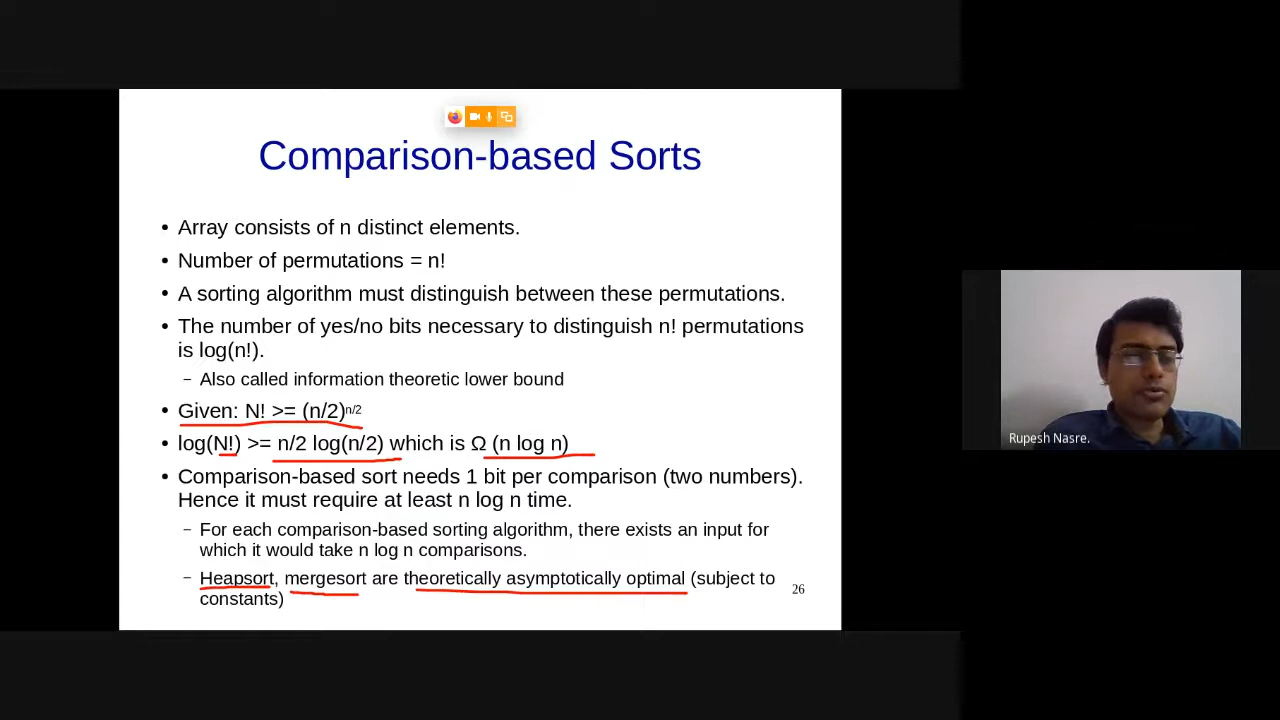 Comparison-based Sorts
• Array consists of n distinct elements.
• Number of permutations = n!
• A sorting algorithm must distinguish between these permutations.
• The number of yes/no bits necessary to distinguish n! permutations
is log(n!).
– Also called information theoretic lower bound
• Given: N! >= (n/2)n/2
• log(N!) >= n/2 log(n/2) which is Ω (n log n)
• Comparison-based sort needs 1 bit per comparison (two numbers).
Hence it must require at least n log n time.
– For each comparison-based sorting algorithm, there exists an input for
which it would take n log n comparisons.
– Heapsort, mergesort are theoretically asymptotically optimal (subject to
constants)
26
Rupesh Nasre.